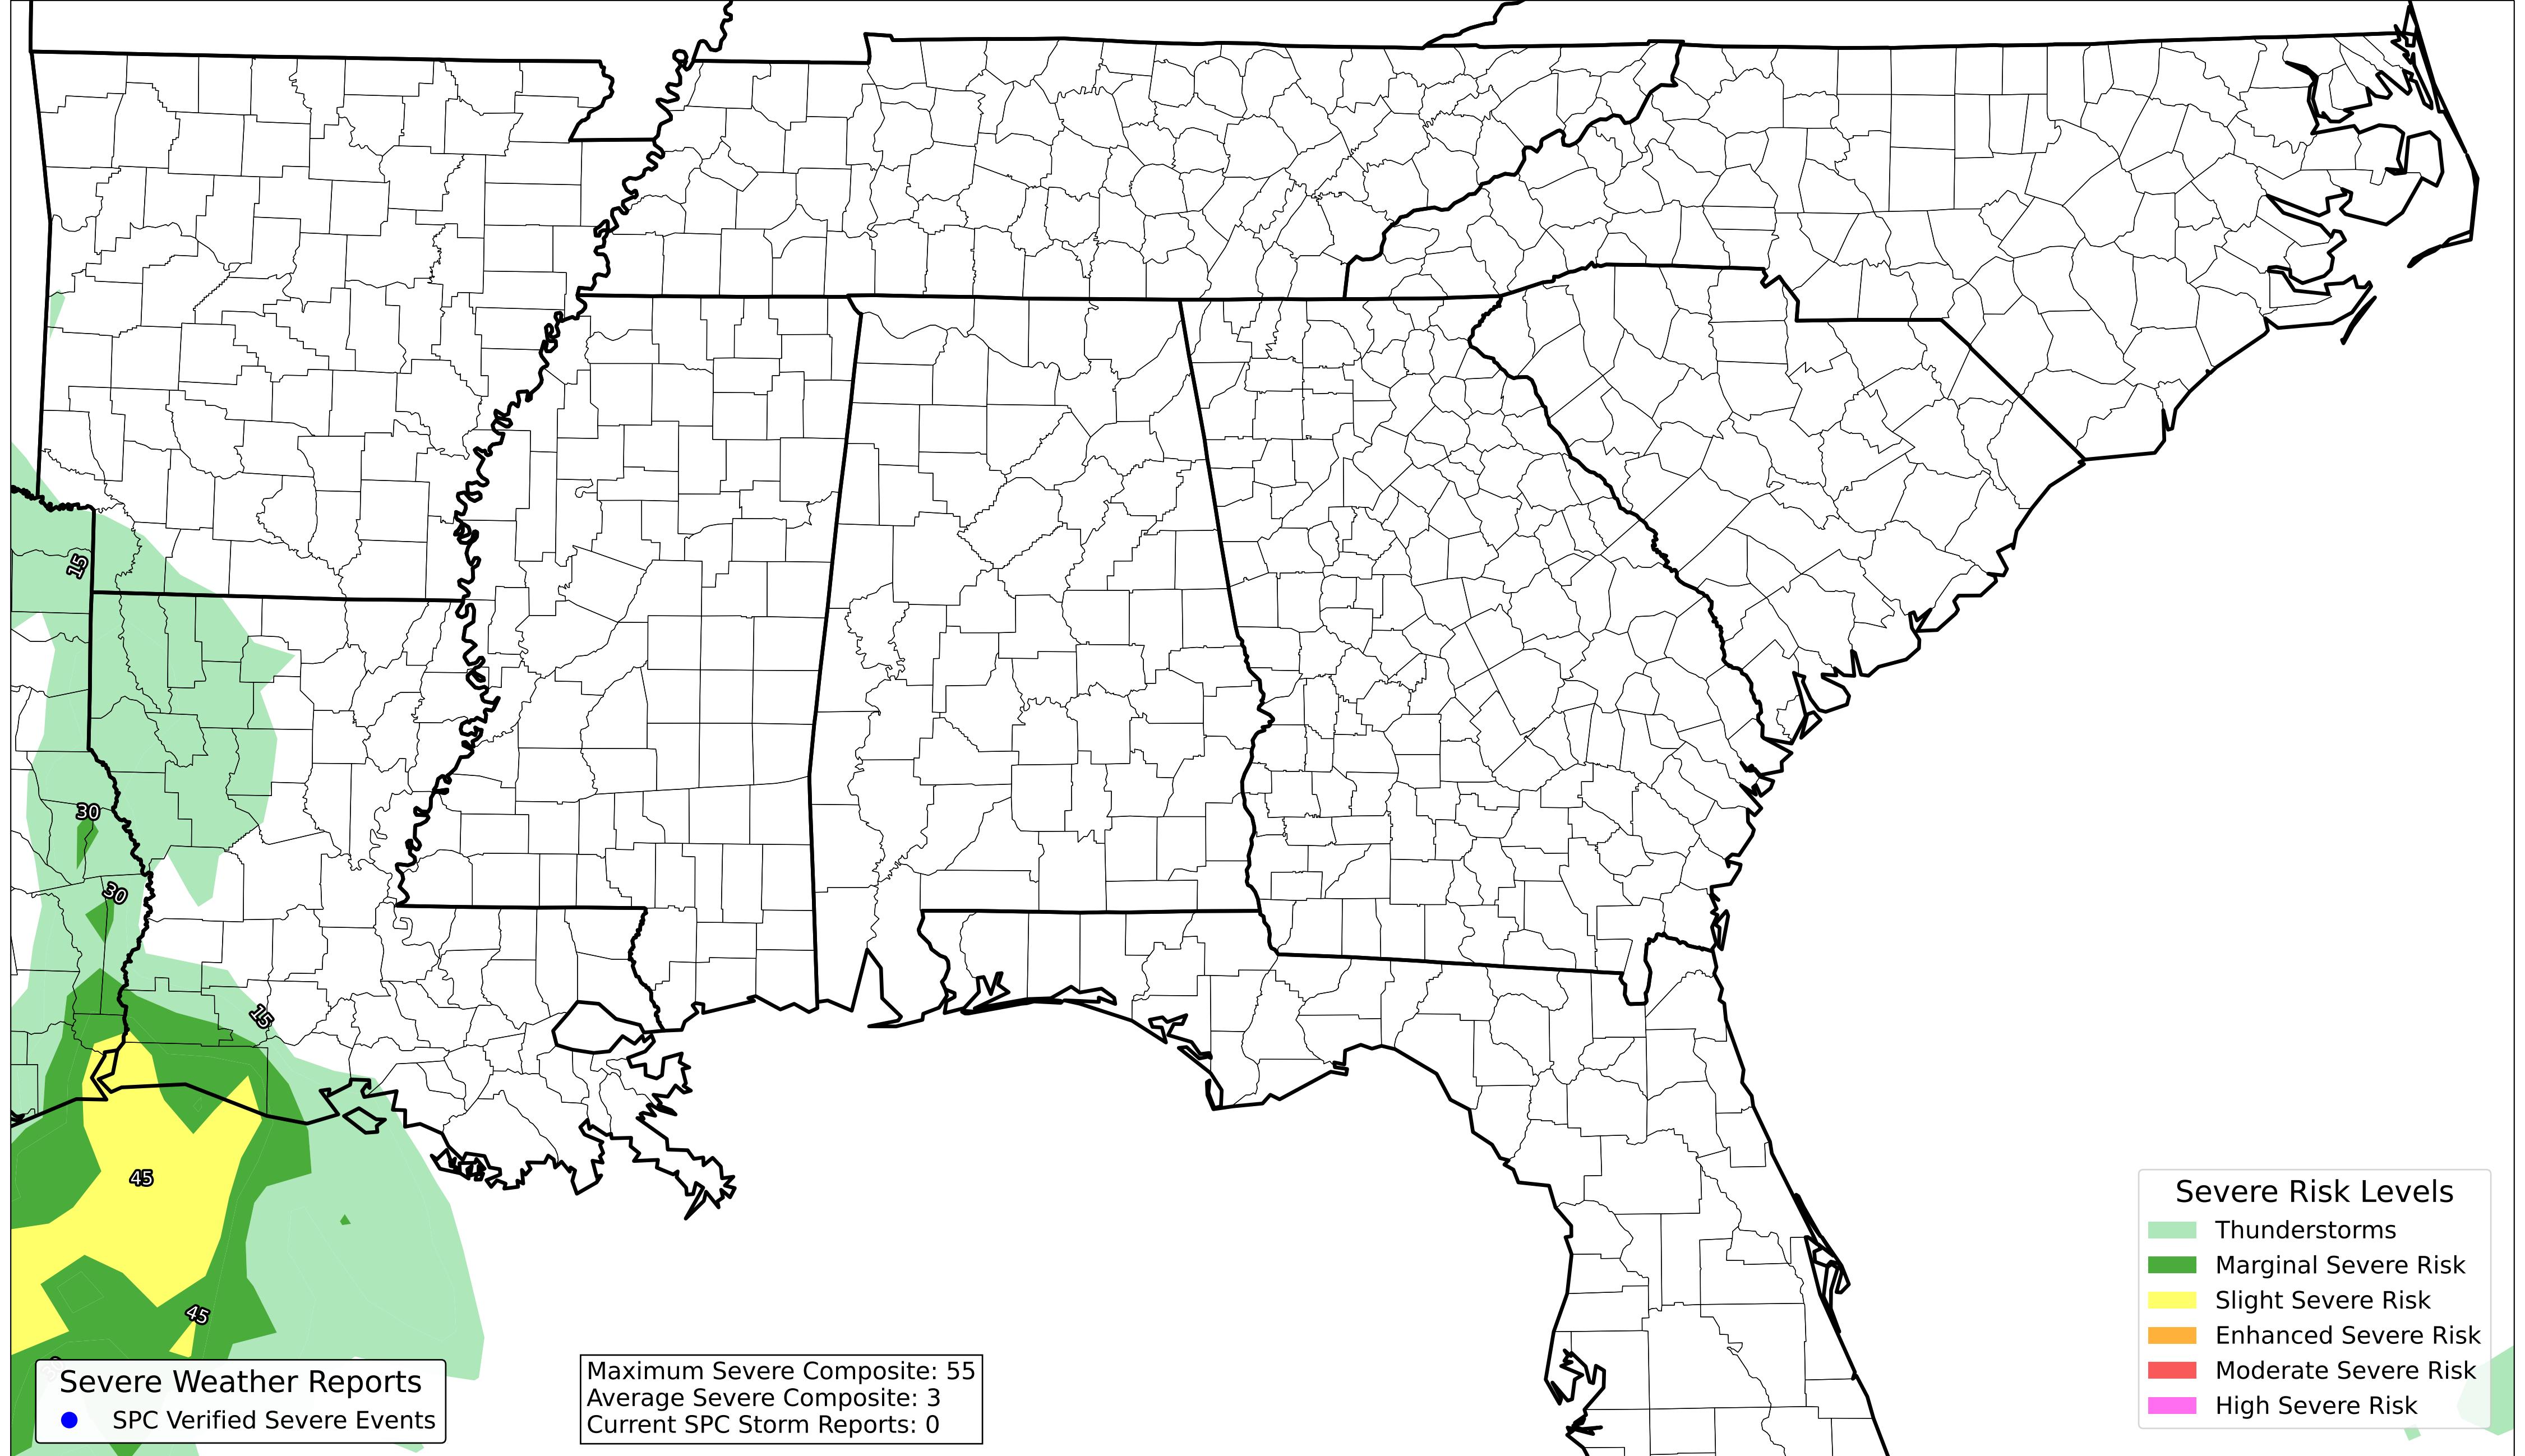 15
30
30
15
45
45
Severe Weather Reports
SPC Verified Severe Events
Maximum Severe Composite: 55
Average Severe Composite: 3
Current SPC Storm Reports: 0
Severe Risk Levels
Thunderstorms
Marginal Severe Risk
Slight Severe Risk
Enhanced Severe Risk
Moderate Severe Risk
High Severe Risk